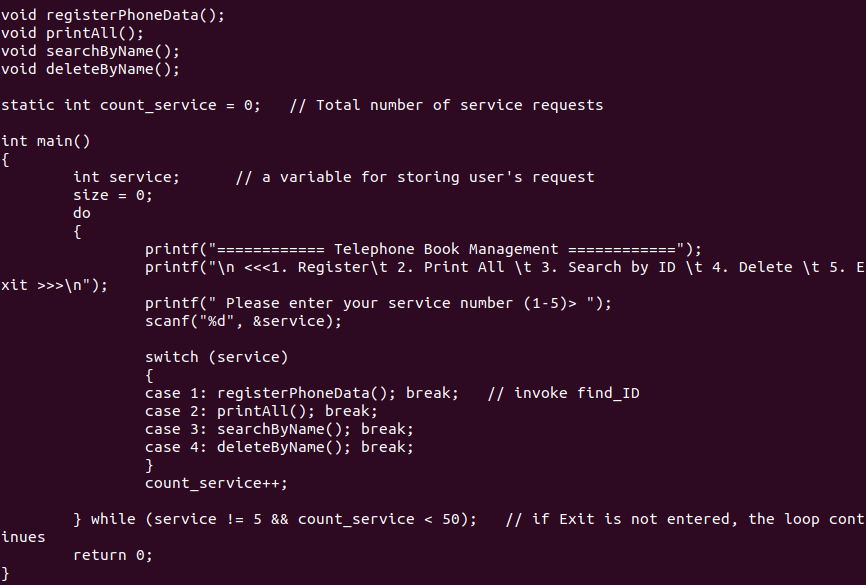 void registerPhoneData();
void printAll();
void searchByName();
void deleteByName();

static int count_service = 0;   // Total number of service requests

int main()
{
        int service;      // a variable for storing user's request
        size = 0;
        do
        {
                printf("============ Telephone Book Management ============");
                printf("\n <<<1. Register\t 2. Print All \t 3. Search by ID \t 4. Delete \t 5. E
xit >>>\n");
                printf(" Please enter your service number (1-5)> ");
                scanf("%d", &service);

                switch (service)
                {
                case 1: registerPhoneData(); break;   // invoke find_ID
                case 2: printAll(); break;
                case 3: searchByName(); break;
                case 4: deleteByName(); break;
                }
                count_service++;

        } while (service != 5 && count_service < 50);   // if Exit is not entered, the loop cont
inues
        return 0;
}